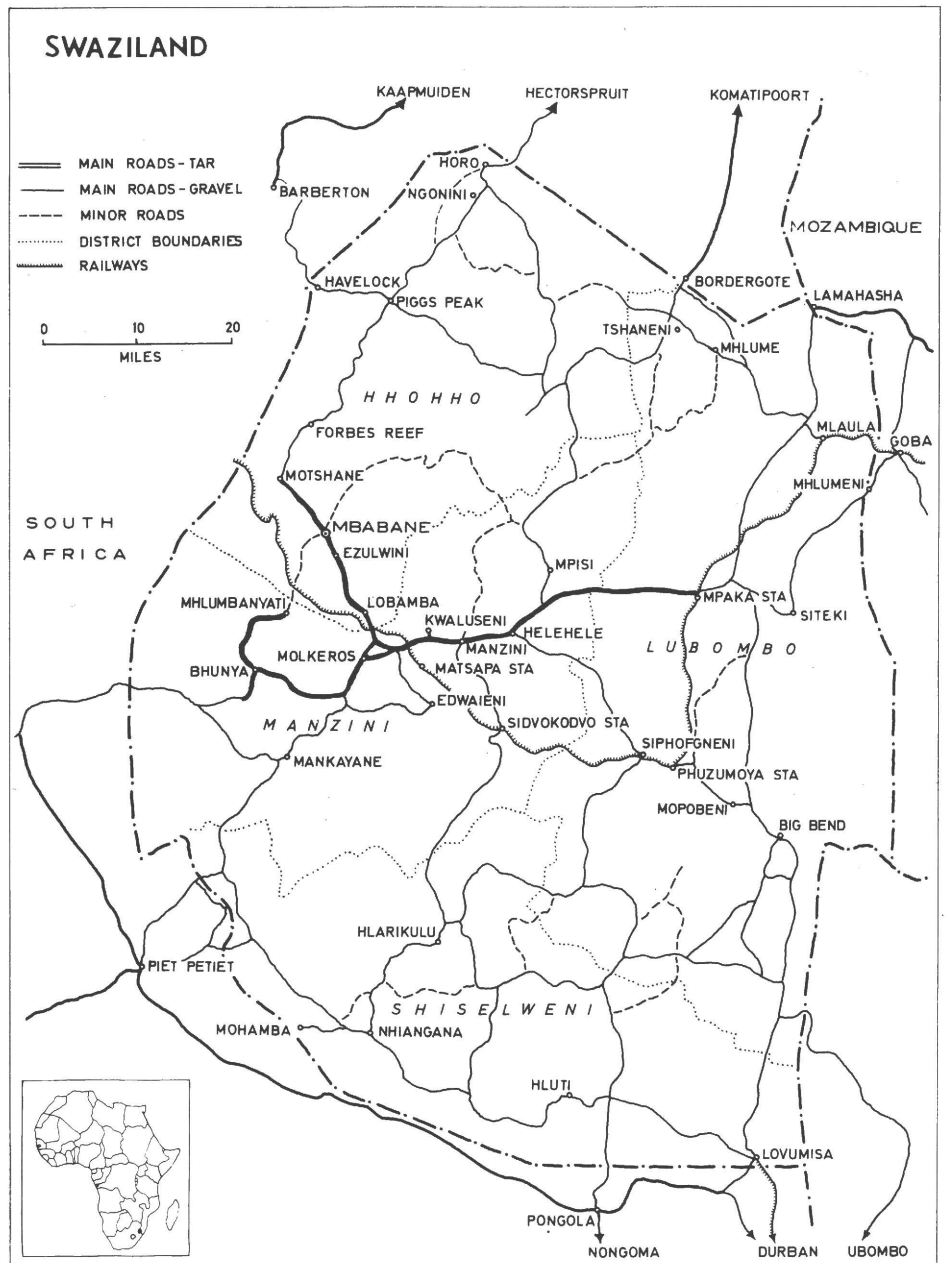 SWAZILAND
KAAPMUIDEN
HECTORSPRUIT
KOMATIPOORT
MAIN ROADS-TAR
MAIN ROADS-GRAVEL
MINOR ROADS
DISTRICT BOUNDARIES
RAILWAYS
0 10 20
MILES
HORO
BARBERTON
NGONINI
MOZAMBIQUE
HAVELOCK
BORDERGOTE
PIGGS PEAK
LAMAHASHA
TSHANENI
MHLUME
HHOHHO
FORBES REEF
MLAULA
GOBA
MOTSHANE
MHLUMENI
SOUTH
AFRICA
MBABANE
EZULWINI
MPISI
MHLUMBANYATI
LOBAMBA
MPAKA STA
KWALUSENI
SITEKI
HELEHELE
MANZINI
LUBOMBO
MOLKEROS
BHUNYA
MATSAPA STA
EDWAIENI
MANZINI
SIDVOKODVO STA
SIPHOFGNENI
MANKAYANE
PHUZUMOYA STA
MOPOBENI
BIG BEND
HLARIKULU
PIET PETIET
SHISELWENI
MOHAMBA
NHIANGANA
HLUTI
LOVUMISA
PONGOLA
NONGOMA
DURBAN
UBOMBO